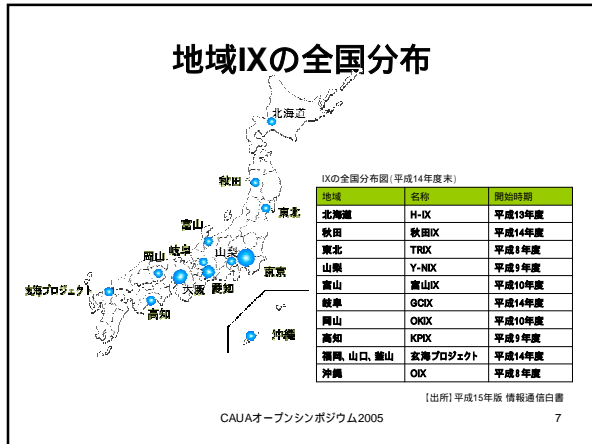 地域IXの全国分布
北海道
秋田
東北
富山
岐阜
山梨
岡山
東京
玄海プロジェクト
大阪
愛知
高知
沖縄
IXの全国分布図(平成14年度末)
地域 名称 開始時期
北海道 H-IX 平成13年度
秋田 秋田IX 平成14年度
東北 TRIX 平成8年度
山梨 Y-NIX 平成9年度
富山 富山IX 平成10年度
岐阜 GCIX 平成14年度
岡山 OKIX 平成10年度
高知 KPIX 平成9年度
福岡、山口、釜山 玄海プロジェクト 平成14年度
沖縄 OIX 平成8年度
【出所】平成15年版 情報通信白書
CAUAオープンシンポジウム2005
7